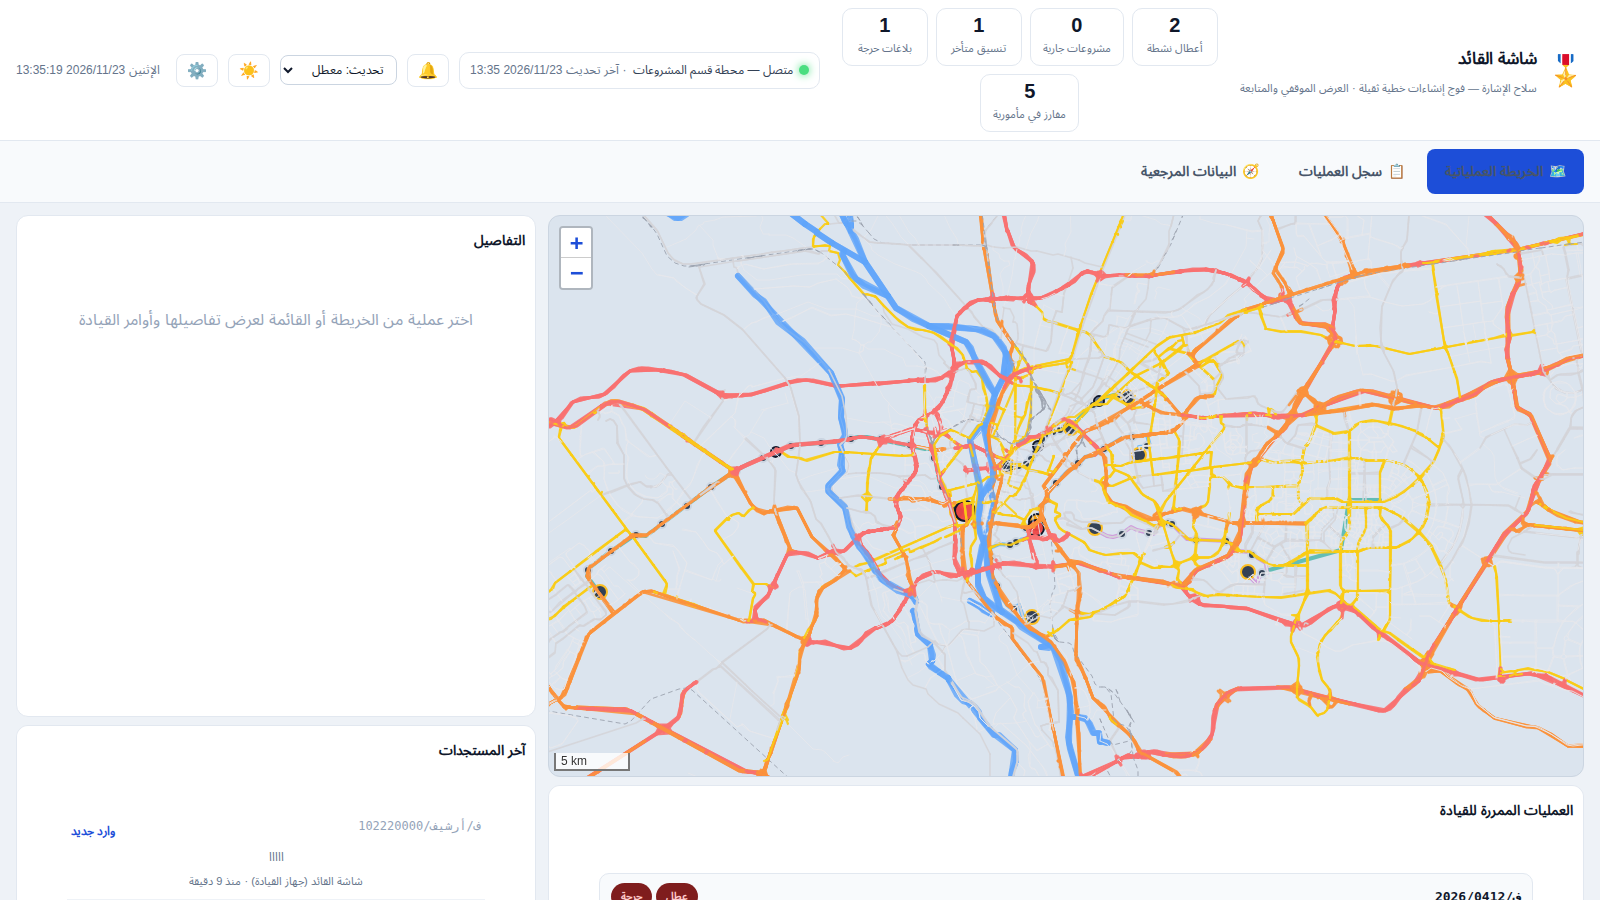 شاشة القائد
سلاح الإشارة — فوج إنشاءات خطية ثقيلة · العرض الموقفي والمتابعة
2
أعطال نشطة
0
مشروعات جارية
1
تنسيق متأخر
1
بلاغات حرجة
5
مفارز في مأمورية
متصل — محطة قسم المشروعات · آخر تحديث 2026/11/23 13:35
تحديث: معطل
الإثنين 2026/11/23 13:35:19
الخريطة العملياتية
سجل العمليات
البيانات المرجعية
+
−
5 km
التفاصيل
اختر عملية من الخريطة أو القائمة لعرض تفاصيلها وأوامر القيادة
آخر المستجدات
ف/أرشيف/102220000
وارد جديد
ااااا
شاشة القائد (جهاز القيادة) · منذ 9 دقيقة
العمليات الممررة للقيادة
ف/2026/0412
عطل
حرجة